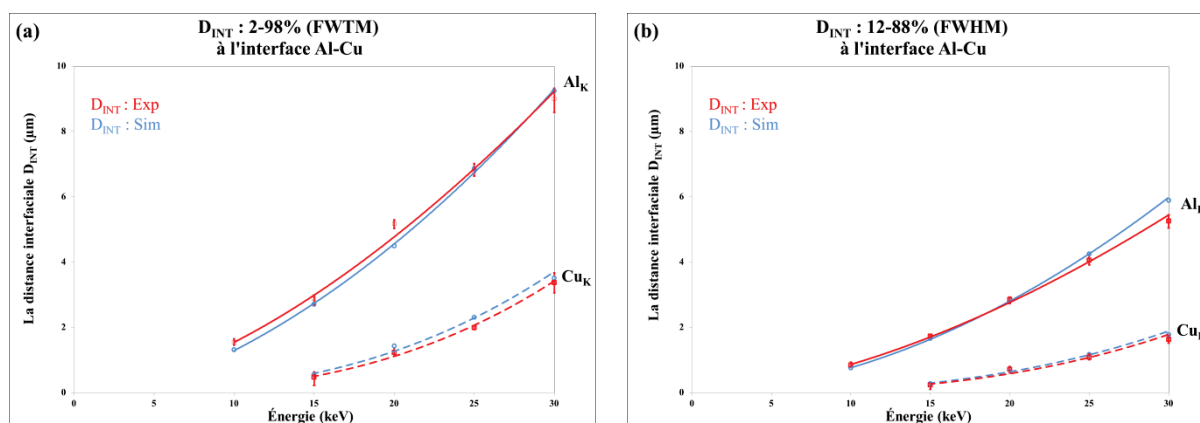 (a)
D_INT : 2-98% (FWTM)
à l'interface Al-Cu
La distance interfaciale D_INT (µm)
10
8
6
4
2
0
D_INT : Exp
D_INT : Sim
Al_K
Cu_K
0
5
10
15
20
25
30
Énergie (keV)
(b)
D_INT : 12-88% (FWHM)
à l'interface Al-Cu
La distance interfaciale D_INT (µm)
10
8
6
4
2
0
D_INT : Exp
D_INT : Sim
Al
Cu
0
5
10
15
20
25
30
Énergie (keV)